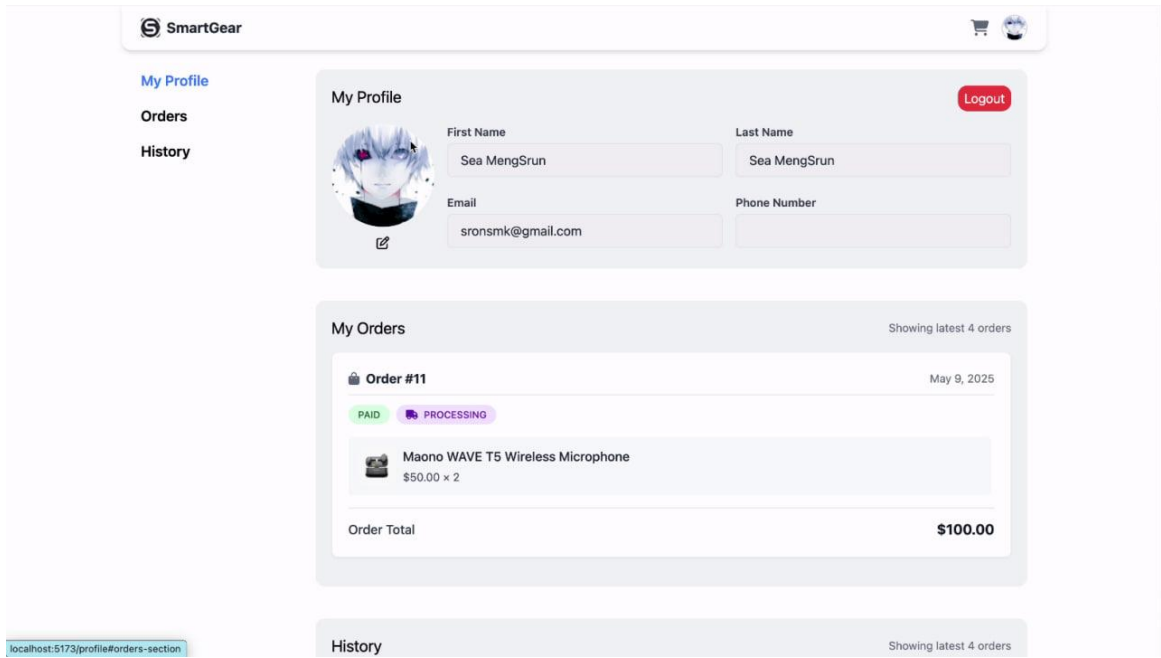 SmartGear
My Profile
Orders
History
My Profile
Logout
First Name
Last Name
Sea MengSrun
Sea MengSrun
Email
Phone Number
sronsmk@gmail.com
My Orders
Showing latest 4 orders
Order #11
May 9, 2025
PAID
PROCESSING
Maono WAVE T5 Wireless Microphone
$50.00 × 2
Order Total
$100.00
History
Showing latest 4 orders
localhost:5173/profile#orders-section